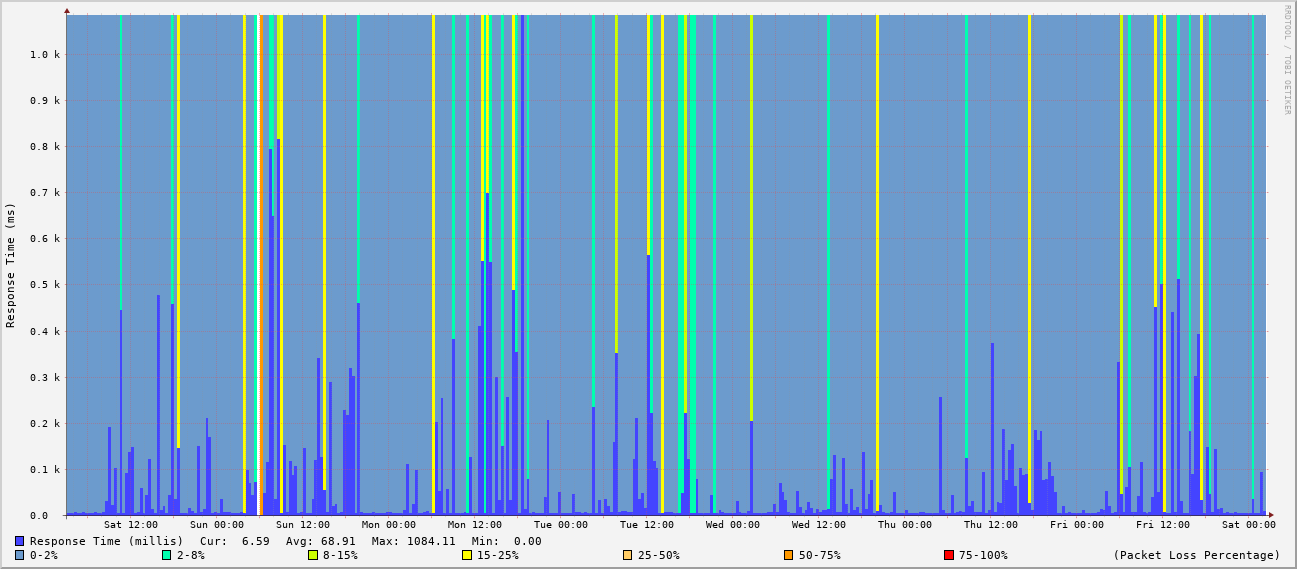 RRDTOOL / TOBI OETIKER
Response Time (ms)
1.0 k
0.9 k
0.8 k
0.7 k
0.6 k
0.5 k
0.4 k
0.3 k
0.2 k
0.1 k
0.0
Sat 12:00 Sun 00:00 Sun 12:00 Mon 00:00 Mon 12:00 Tue 00:00 Tue 12:00 Wed 00:00 Wed 12:00 Thu 00:00 Thu 12:00 Fri 00:00 Fri 12:00 Sat 00:00
Response Time (millis) Cur: 6.59 Avg: 68.91 Max: 1084.11 Min: 0.00
0-2% 2-8% 8-15% 15-25% 25-50% 50-75% 75-100% (Packet Loss Percentage)